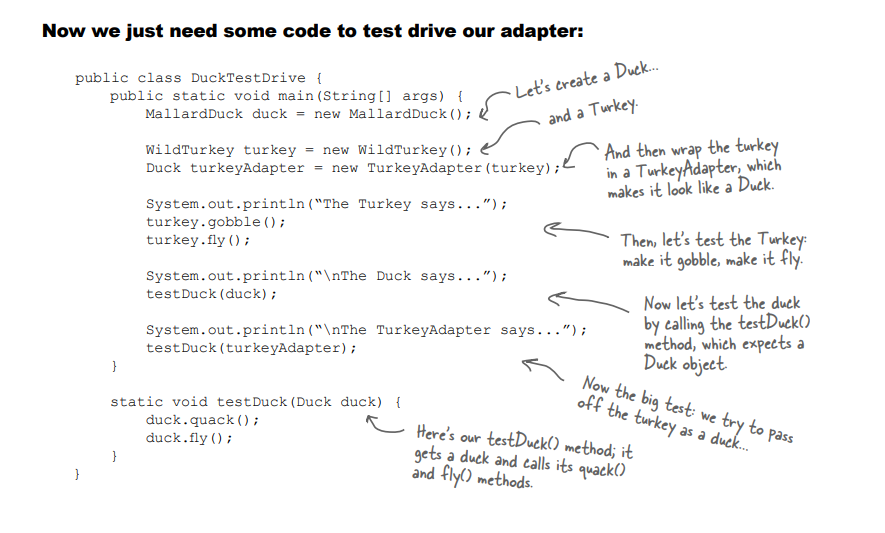 Now we just need some code to test drive our adapter:
public class DuckTestDrive {
public static void main(String[] args) {
MallardDuck duck = new MallardDuck();
Let's create a Duck...
and a Turkey.
WildTurkey turkey = new WildTurkey();
Duck turkeyAdapter = new TurkeyAdapter(turkey);
And then wrap the turkey
in a TurkeyAdapter, which
makes it look like a Duck.
System.out.println(“The Turkey says...”);
turkey.gobble();
turkey.fly();
Then, let's test the Turkey:
make it gobble, make it fly.
System.out.println(“\nThe Duck says...”);
testDuck(duck);
Now let's test the duck
by calling the testDuck()
method, which expects a
Duck object.
System.out.println(“\nThe TurkeyAdapter says...”);
testDuck(turkeyAdapter);
}
Now the big test: we try to pass
off the turkey as a duck...
static void testDuck(Duck duck) {
duck.quack();
duck.fly();
}
}
Here's our testDuck() method; it
gets a duck and calls its quack()
and fly() methods.